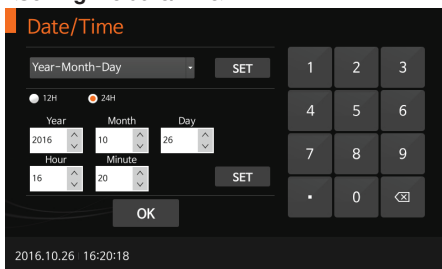 Date/Time
Year-Month-Day SET
12H 24H
Year Month Day
2016 10 26
Hour Minute
16 20 SET
OK
1 2 3
4 5 6
7 8 9
. 0
2016.10.26 16:20:18